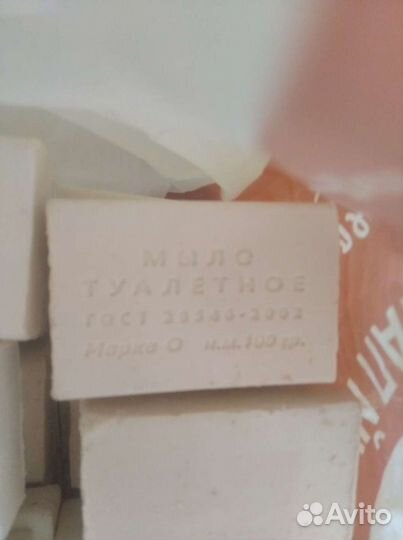 МЫЛО
ТУАЛЕТНОЕ
ГОСТ 28546-2002
Марка О н.м. 100 гр.
Avito